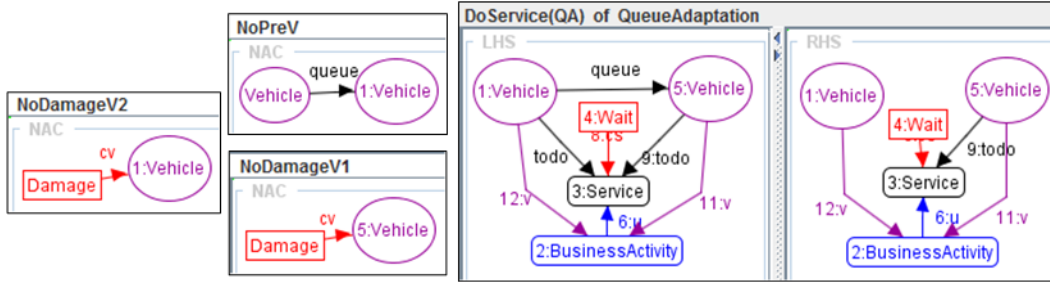 NoDamageV2
NAC
cv
1:Vehicle
Damage
NoPreV
NAC
queue
Vehicle
1:Vehicle
NoDamageV1
NAC
cv
5:Vehicle
Damage
DoService(QA) of QueueAdaptation
LHS
queue
1:Vehicle
5:Vehicle
4:Wait
8:cs
todo
9:todo
3:Service
12:v
11:v
6:u
2:BusinessActivity
RHS
1:Vehicle
5:Vehicle
4:Wait
9:todo
3:Service
12:v
11:v
6:u
2:BusinessActivity